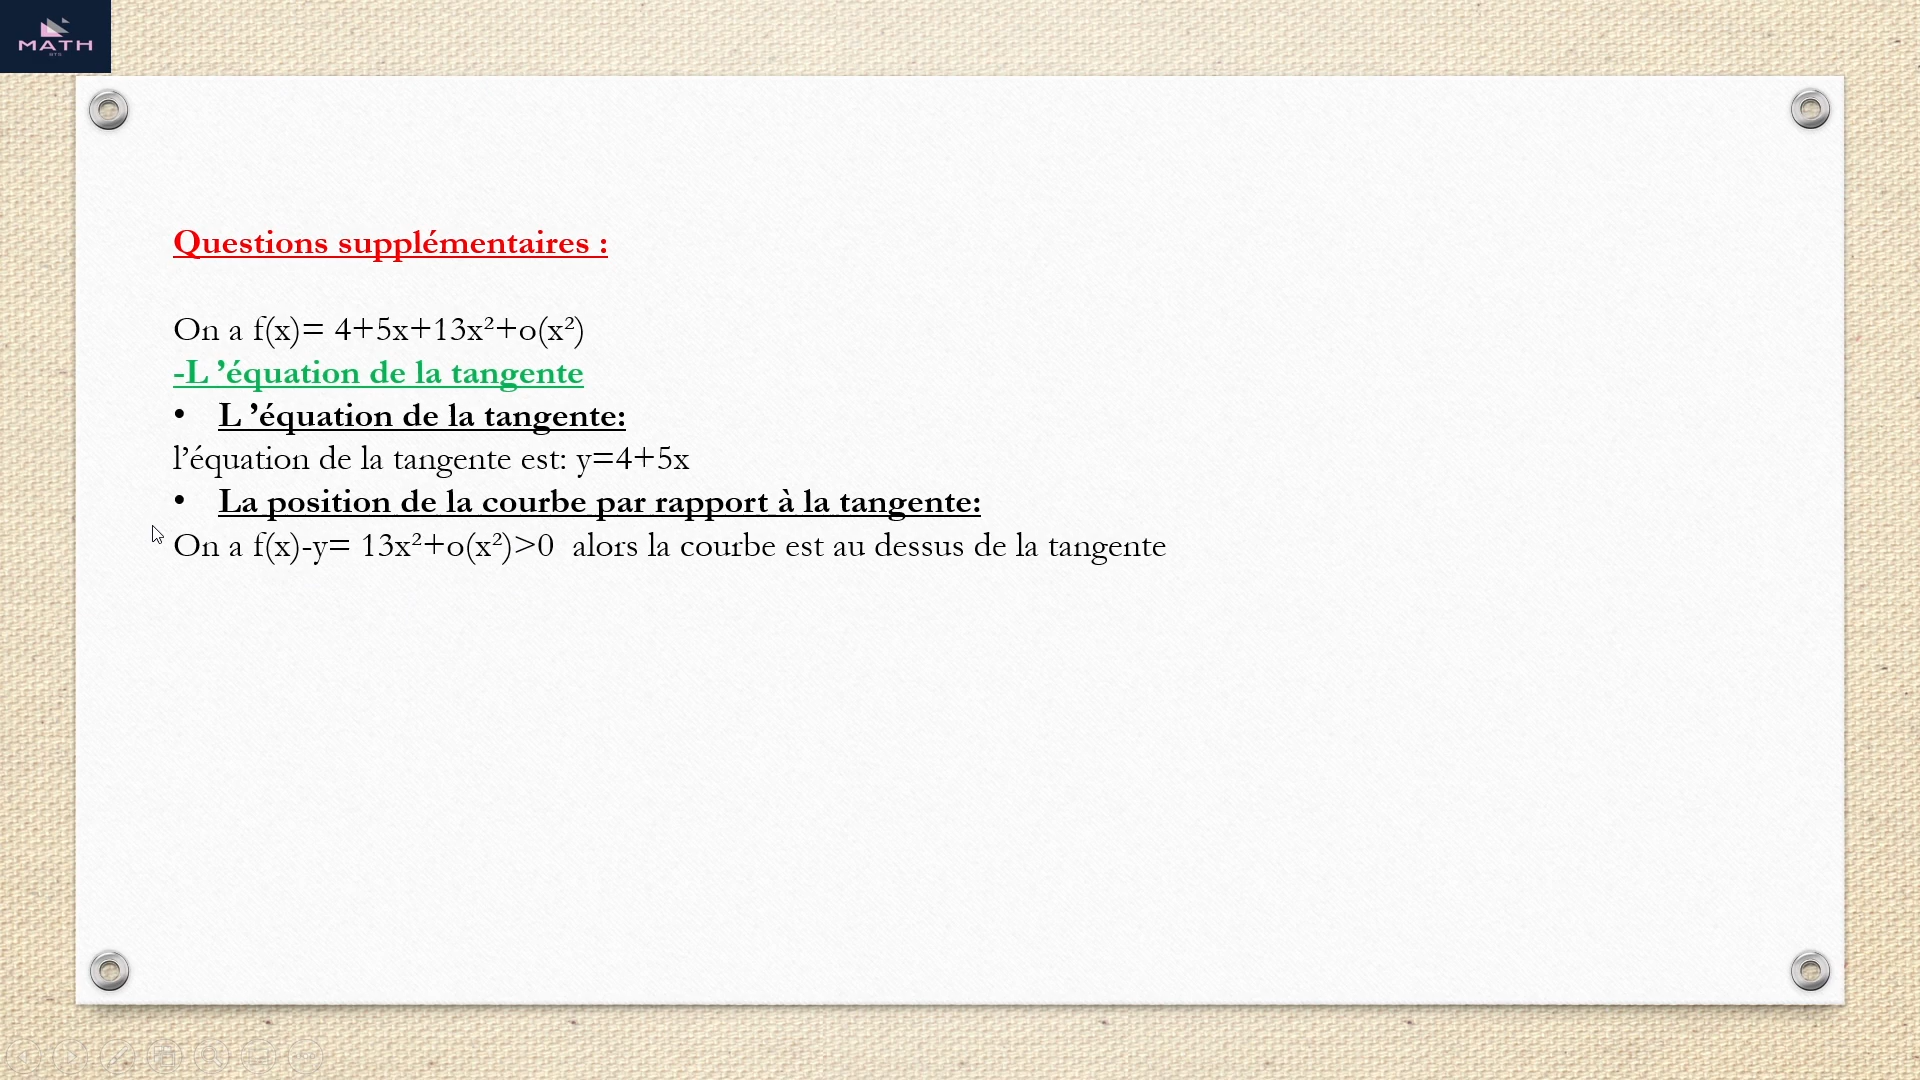 MATH
Questions supplémentaires :
On a f(x)= 4+5x+13x²+o(x²)
-L ’équation de la tangente
• L ’équation de la tangente:
l’équation de la tangente est: y=4+5x
• La position de la courbe par rapport à la tangente:
On a f(x)-y= 13x²+o(x²)>0 alors la courbe est au dessus de la tangente